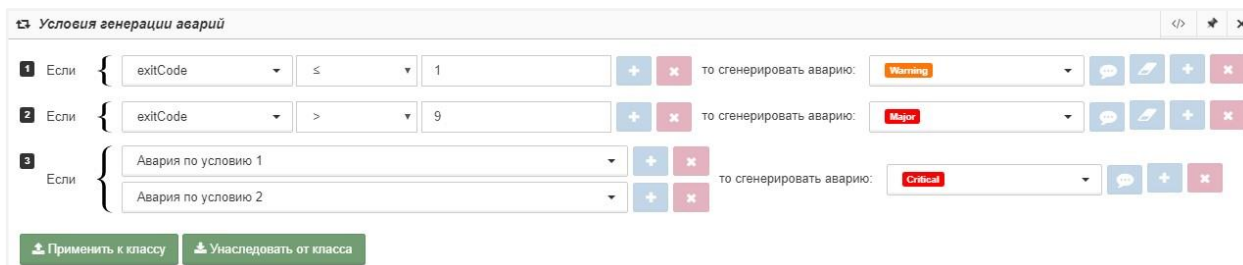 Условия генерации аварий </>
1 Если exitCode ≤ 1 то сгенерировать аварию: Warning
2 Если exitCode > 9 то сгенерировать аварию: Major
3 Если Авария по условию 1
Авария по условию 2 то сгенерировать аварию: Critical
Применить к классу Унаследовать от класса